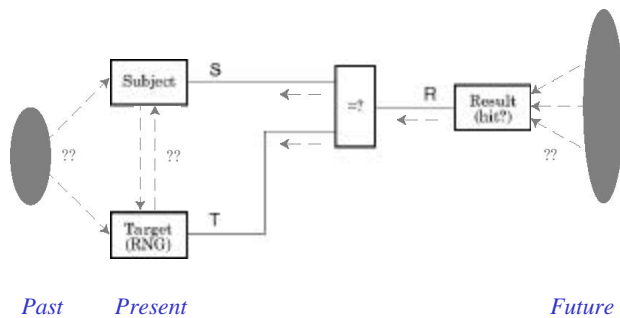 Subject
S
=?
R
Result
(hit?)
??
??
??
Target
(RNG)
T
Past
Present
Future